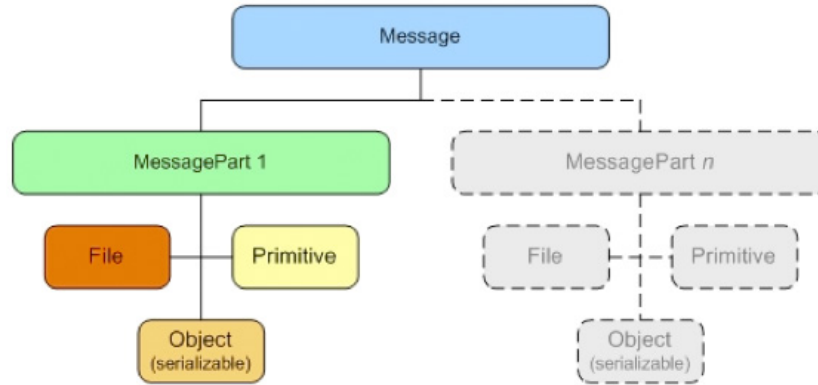 Message
MessagePart 1
MessagePart n
File
Primitive
File
Primitive
Object
(serializable)
Object
(serializable)